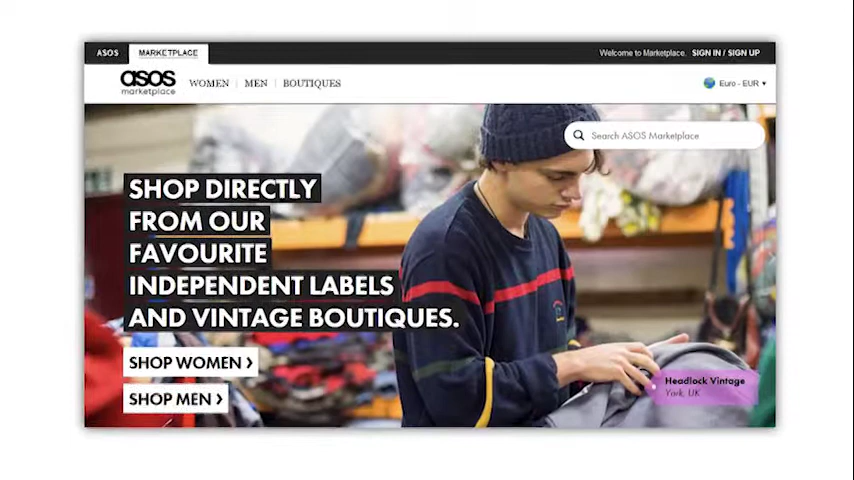 ASOS MARKETPLACE Welcome to Marketplace. SIGN IN / SIGN UP
asos
marketplace
WOMEN MEN BOUTIQUES Euro - EUR
Search ASOS Marketplace
SHOP DIRECTLY
FROM OUR
FAVOURITE
INDEPENDENT LABELS
AND VINTAGE BOUTIQUES.
SHOP WOMEN
SHOP MEN
Headlock Vintage
York, UK